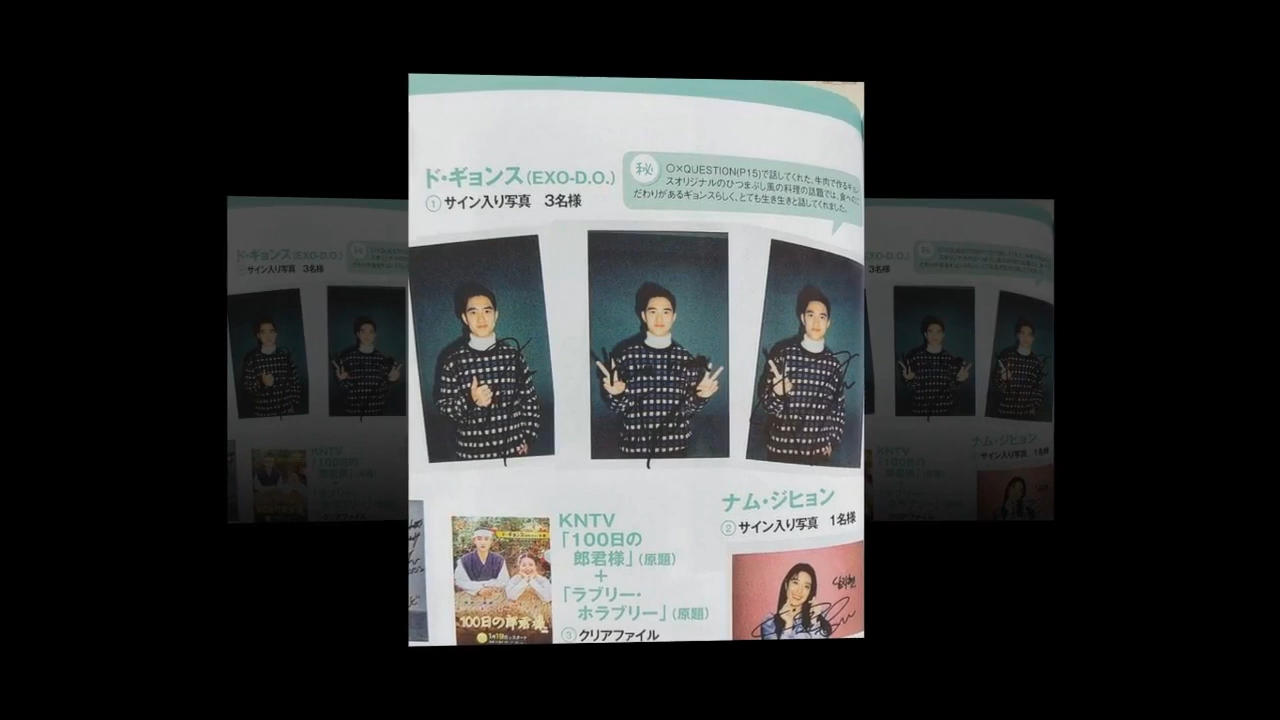 ド・ギョンス(EXO-D.O.)
①サイン入り写真 3名様
秘
○×QUESTION(P15)で話してくれた、牛肉で作るギョン
スオリジナルのひつまぶし風の料理の話題では、食へのこ
だわりがあるギョンスらしく、とても生き生きと話してくれました。
KNTV
「100日の
郎君様」(原題)
+
「ラブリー・
ホラブリー」(原題)
③クリアファイル
100日の郎君様
ナム・ジヒョン
②サイン入り写真 1名様